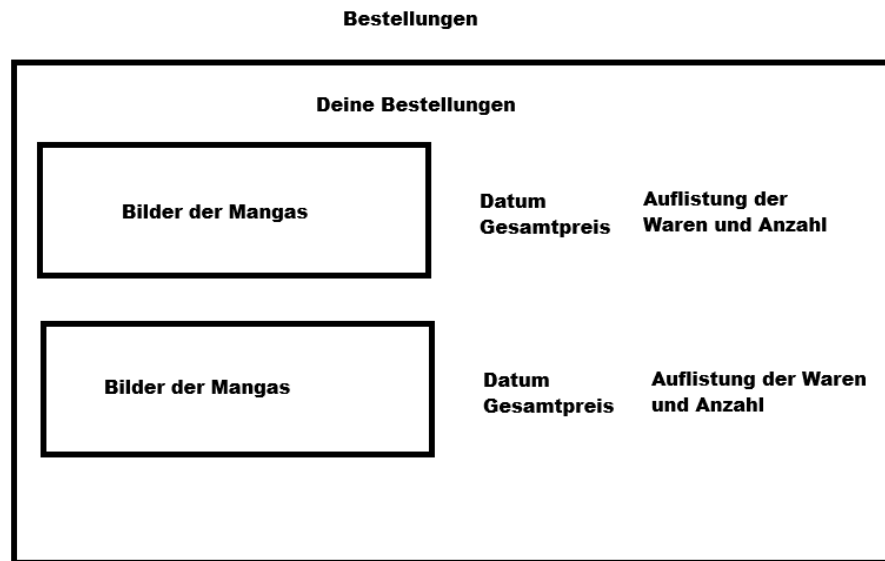 Bestellungen
Deine Bestellungen
Bilder der Mangas
Datum
Gesamtpreis
Auflistung der
Waren und Anzahl
Bilder der Mangas
Datum
Gesamtpreis
Auflistung der Waren
und Anzahl